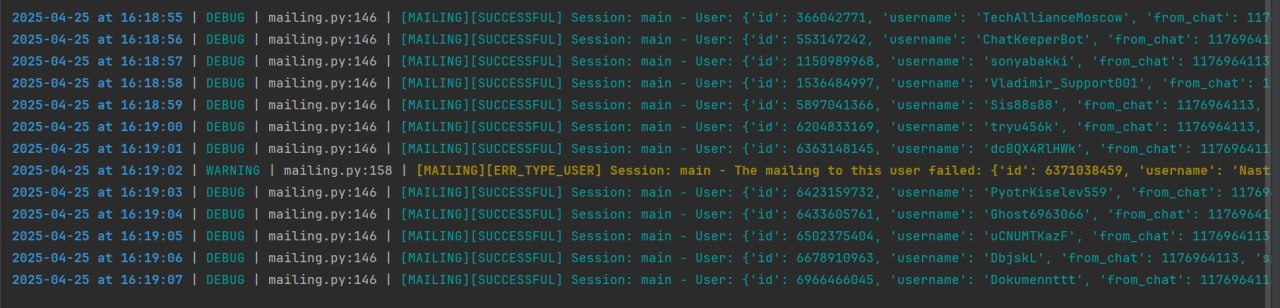 2025-04-25 at 16:18:55 | DEBUG | mailing.py:146 | [MAILING][SUCCESSFUL] Session: main - User: {'id': 366042771, 'username': 'TechAllianceMoscow', 'from_chat': 117
2025-04-25 at 16:18:56 | DEBUG | mailing.py:146 | [MAILING][SUCCESSFUL] Session: main - User: {'id': 553147242, 'username': 'ChatKeeperBot', 'from_chat': 11769641
2025-04-25 at 16:18:57 | DEBUG | mailing.py:146 | [MAILING][SUCCESSFUL] Session: main - User: {'id': 1150989968, 'username': 'sonyabakki', 'from_chat': 1176964113
2025-04-25 at 16:18:58 | DEBUG | mailing.py:146 | [MAILING][SUCCESSFUL] Session: main - User: {'id': 1536484997, 'username': 'Vladimir_Support001', 'from_chat': 1
2025-04-25 at 16:18:59 | DEBUG | mailing.py:146 | [MAILING][SUCCESSFUL] Session: main - User: {'id': 5897041366, 'username': 'Sis88s88', 'from_chat': 1176964113,
2025-04-25 at 16:19:00 | DEBUG | mailing.py:146 | [MAILING][SUCCESSFUL] Session: main - User: {'id': 6204833169, 'username': 'tryu456k', 'from_chat': 1176964113,
2025-04-25 at 16:19:01 | DEBUG | mailing.py:146 | [MAILING][SUCCESSFUL] Session: main - User: {'id': 6363148145, 'username': 'dcBQX4RlHWk', 'from_chat': 117696411
2025-04-25 at 16:19:02 | WARNING | mailing.py:158 | [MAILING][ERR_TYPE_USER] Session: main - The mailing to this user failed: {'id': 6371038459, 'username': 'Nast
2025-04-25 at 16:19:03 | DEBUG | mailing.py:146 | [MAILING][SUCCESSFUL] Session: main - User: {'id': 6423159732, 'username': 'PyotrKiselev559', 'from_chat': 11769
2025-04-25 at 16:19:04 | DEBUG | mailing.py:146 | [MAILING][SUCCESSFUL] Session: main - User: {'id': 6433605761, 'username': 'Ghost6963066', 'from_chat': 11769641
2025-04-25 at 16:19:05 | DEBUG | mailing.py:146 | [MAILING][SUCCESSFUL] Session: main - User: {'id': 6502375404, 'username': 'uCNUMTKazF', 'from_chat': 1176964113
2025-04-25 at 16:19:06 | DEBUG | mailing.py:146 | [MAILING][SUCCESSFUL] Session: main - User: {'id': 6678910963, 'username': 'DbjskL', 'from_chat': 1176964113, 's
2025-04-25 at 16:19:07 | DEBUG | mailing.py:146 | [MAILING][SUCCESSFUL] Session: main - User: {'id': 6966466045, 'username': 'Dokumennttt', 'from_chat': 117696411